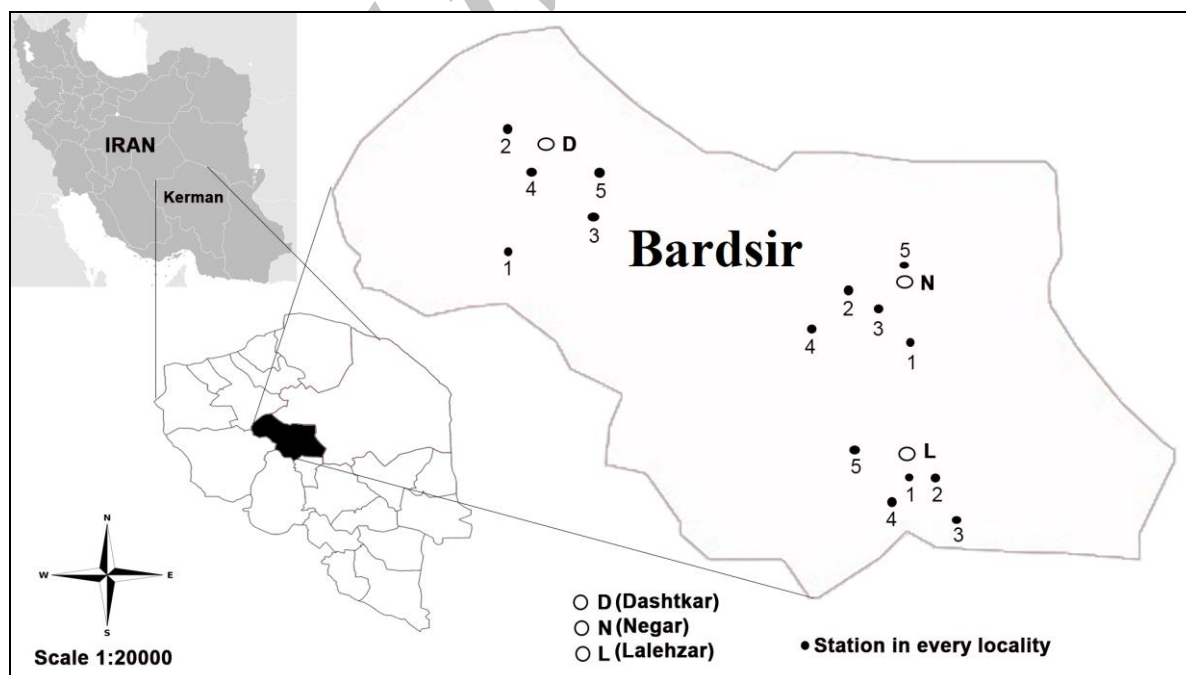 IRAN
Kerman
2
D
4
5
3
1
Bardsir
5
N
2
3
4
1
5
L
1
2
4
3
N
W
E
S
Scale 1:20000
D (Dashtkar)
N (Negar)
L (Lalehzar)
Station in every locality